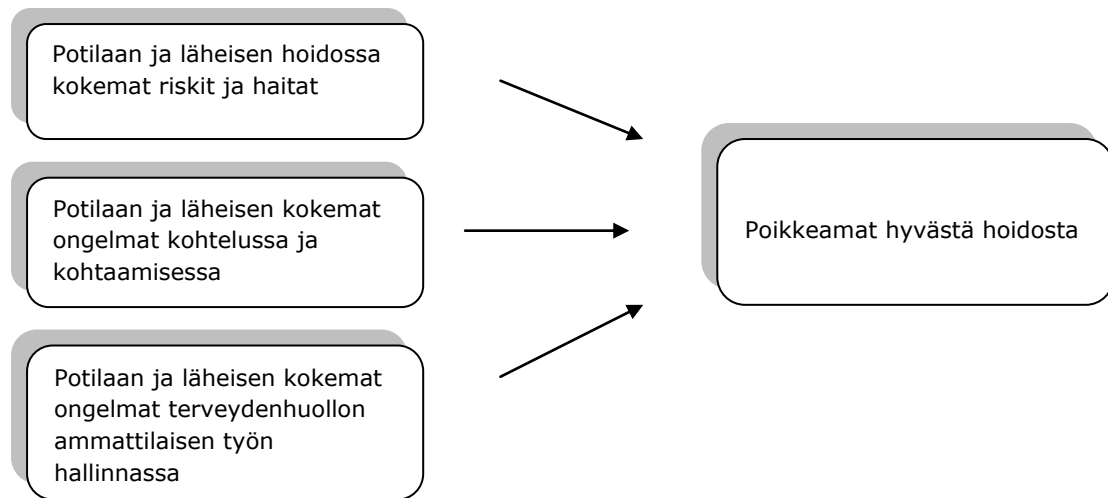 Potilaan ja läheisen hoidossa
kokemat riskit ja haitat
Potilaan ja läheisen kokemat
ongelmat kohtelussa ja
kohtaamisessa
Poikkeamat hyvästä hoidosta
Potilaan ja läheisen kokemat
ongelmat terveydenhuollon
ammattilaisen työn
hallinnassa